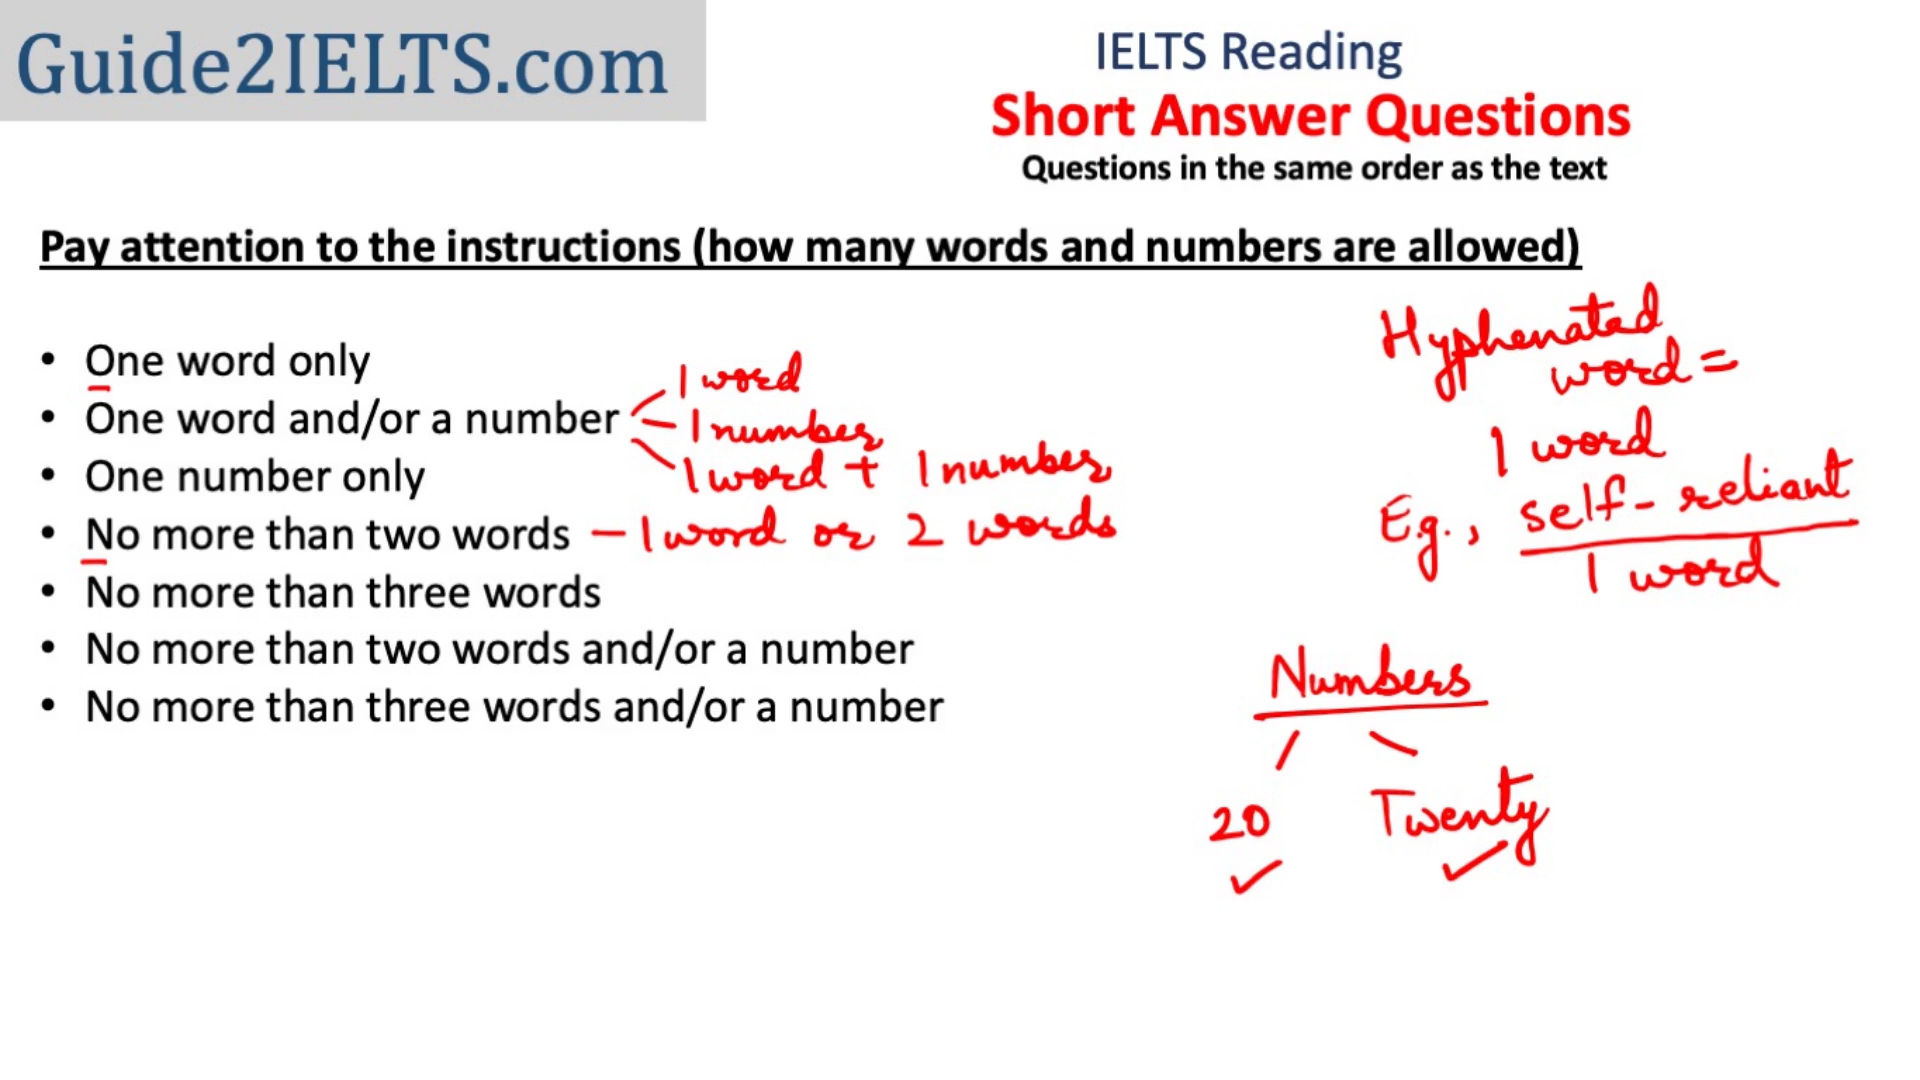 Guide2IELTS.com
IELTS Reading
Short Answer Questions
Questions in the same order as the text
Pay attention to the instructions (how many words and numbers are allowed)
• One word only
• One word and/or a number
1 word
1 number
1 word + 1 number
• One number only
• No more than two words – 1 word or 2 words
• No more than three words
• No more than two words and/or a number
• No more than three words and/or a number
Hyphenated
word =
1 word
E.g., self-reliant
1 word
Numbers
20 Twenty
✓ ✓